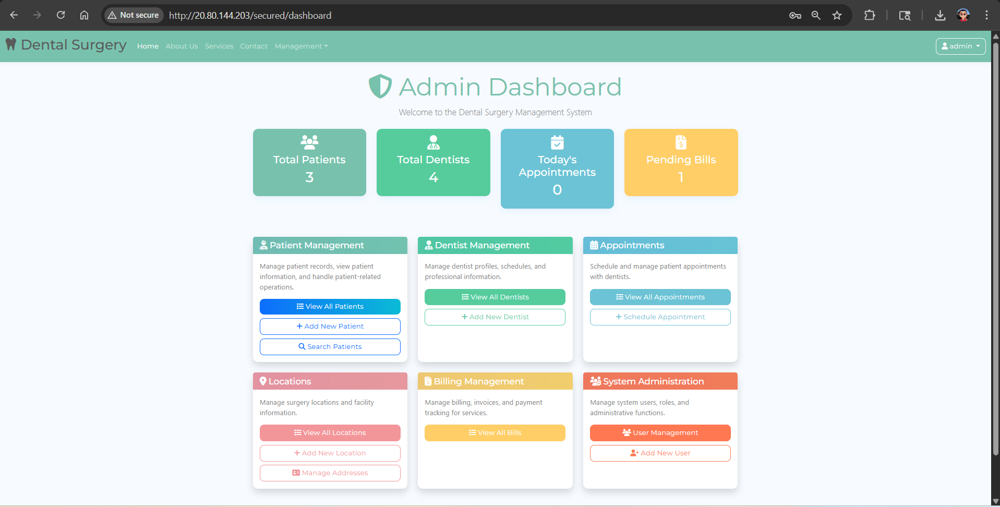 Not secure
http://20.80.144.203/secured/dashboard
Dental Surgery
Home
About Us
Services
Contact
Management
admin
Admin Dashboard
Welcome to the Dental Surgery Management System
Total Patients
3
Total Dentists
4
Today's
Appointments
0
Pending Bills
1
Patient Management
Manage patient records, view patient
information, and handle patient-related
operations.
View All Patients
Add New Patient
Search Patients
Dentist Management
Manage dentist profiles, schedules, and
professional information.
View All Dentists
Add New Dentist
Appointments
Schedule and manage patient appointments
with dentists.
View All Appointments
Schedule Appointment
Locations
Manage surgery locations and facility
information.
View All Locations
Add New Location
Manage Addresses
Billing Management
Manage billing, invoices, and payment
tracking for services.
View All Bills
System Administration
Manage system users, roles, and
administrative functions.
User Management
Add New User